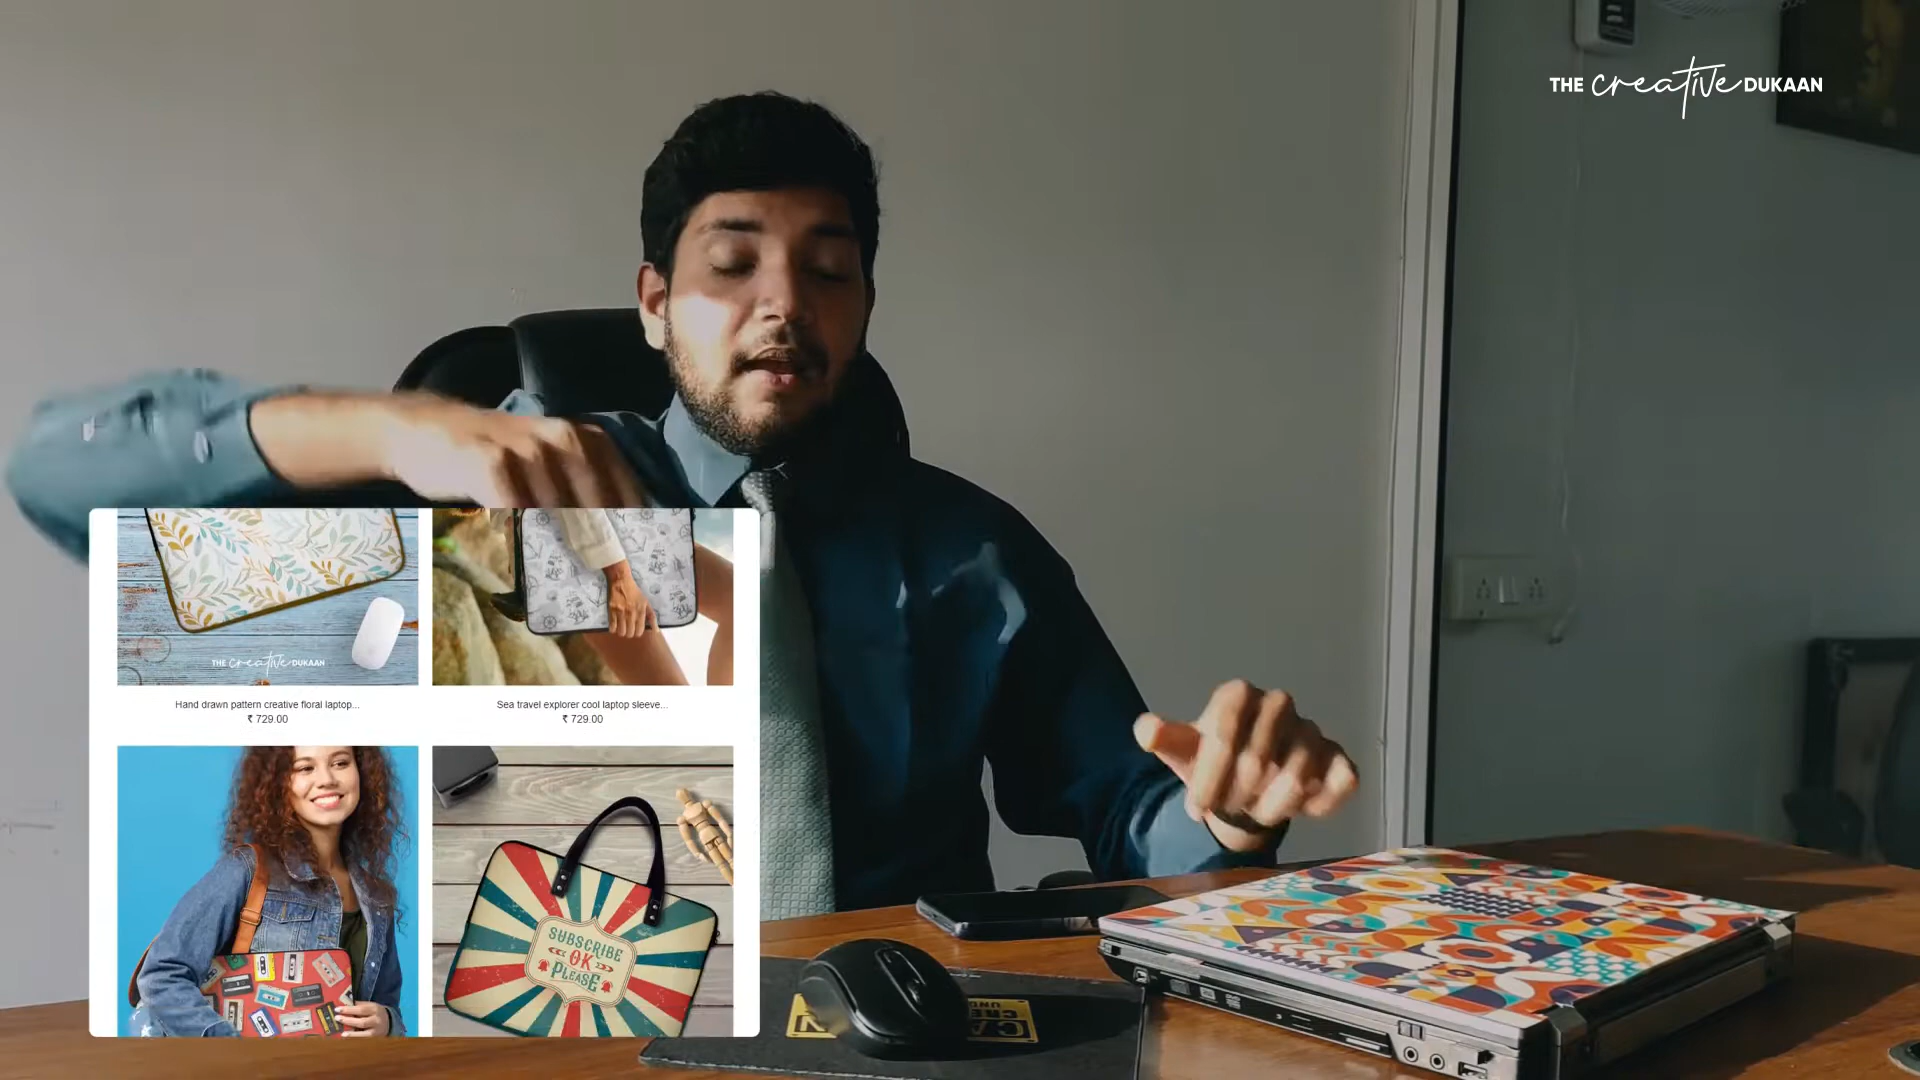 THE creative DUKAAN
THE creative DUKAAN
Hand drawn pattern creative floral laptop...
₹ 729.00
Sea travel explorer cool laptop sleeve...
₹ 729.00
SUBSCRIBE
OK
PLEASE